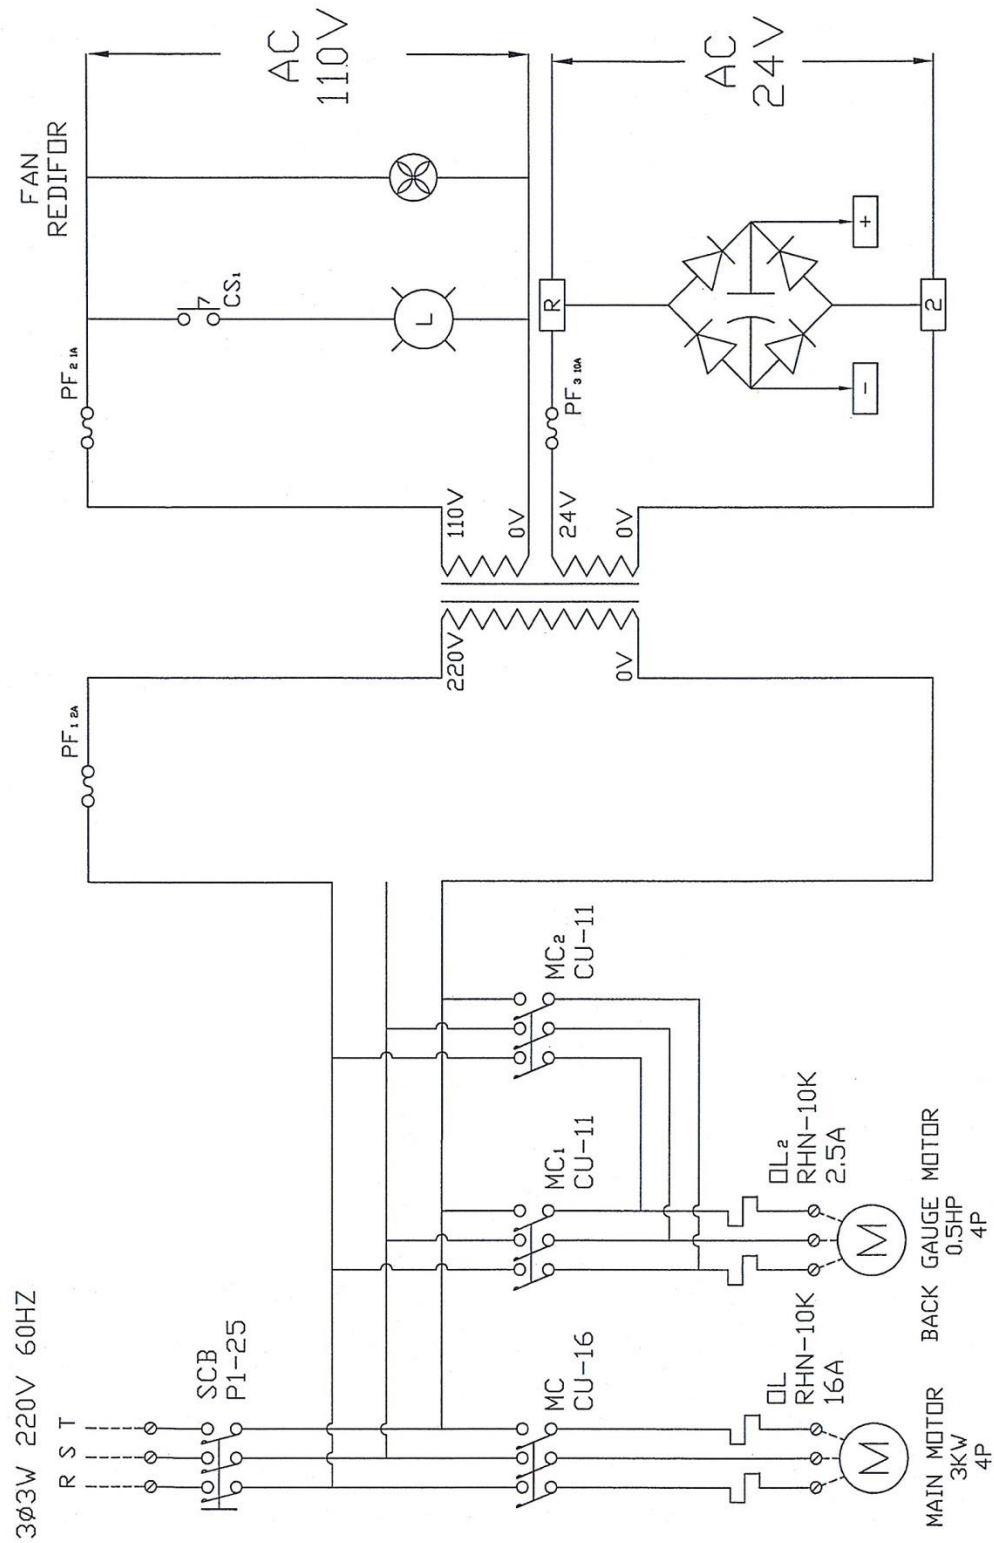 3ø3W 220V 60HZ
R S T
SCB
P1-25
MC
CU-16
OL
RHN-10K
16A
M
MAIN MOTOR
3KW
4P
MC1
CU-11
MC2
CU-11
OL2
RHN-10K
2.5A
M
BACK GAUGE MOTOR
0.5HP
4P
PF1 2A
220V
0V
110V
0V
24V
0V
PF2 1A
CS1
L
FAN
REDIFOR
AC
110V
PF3 10A
R
-
+
2
AC
24V